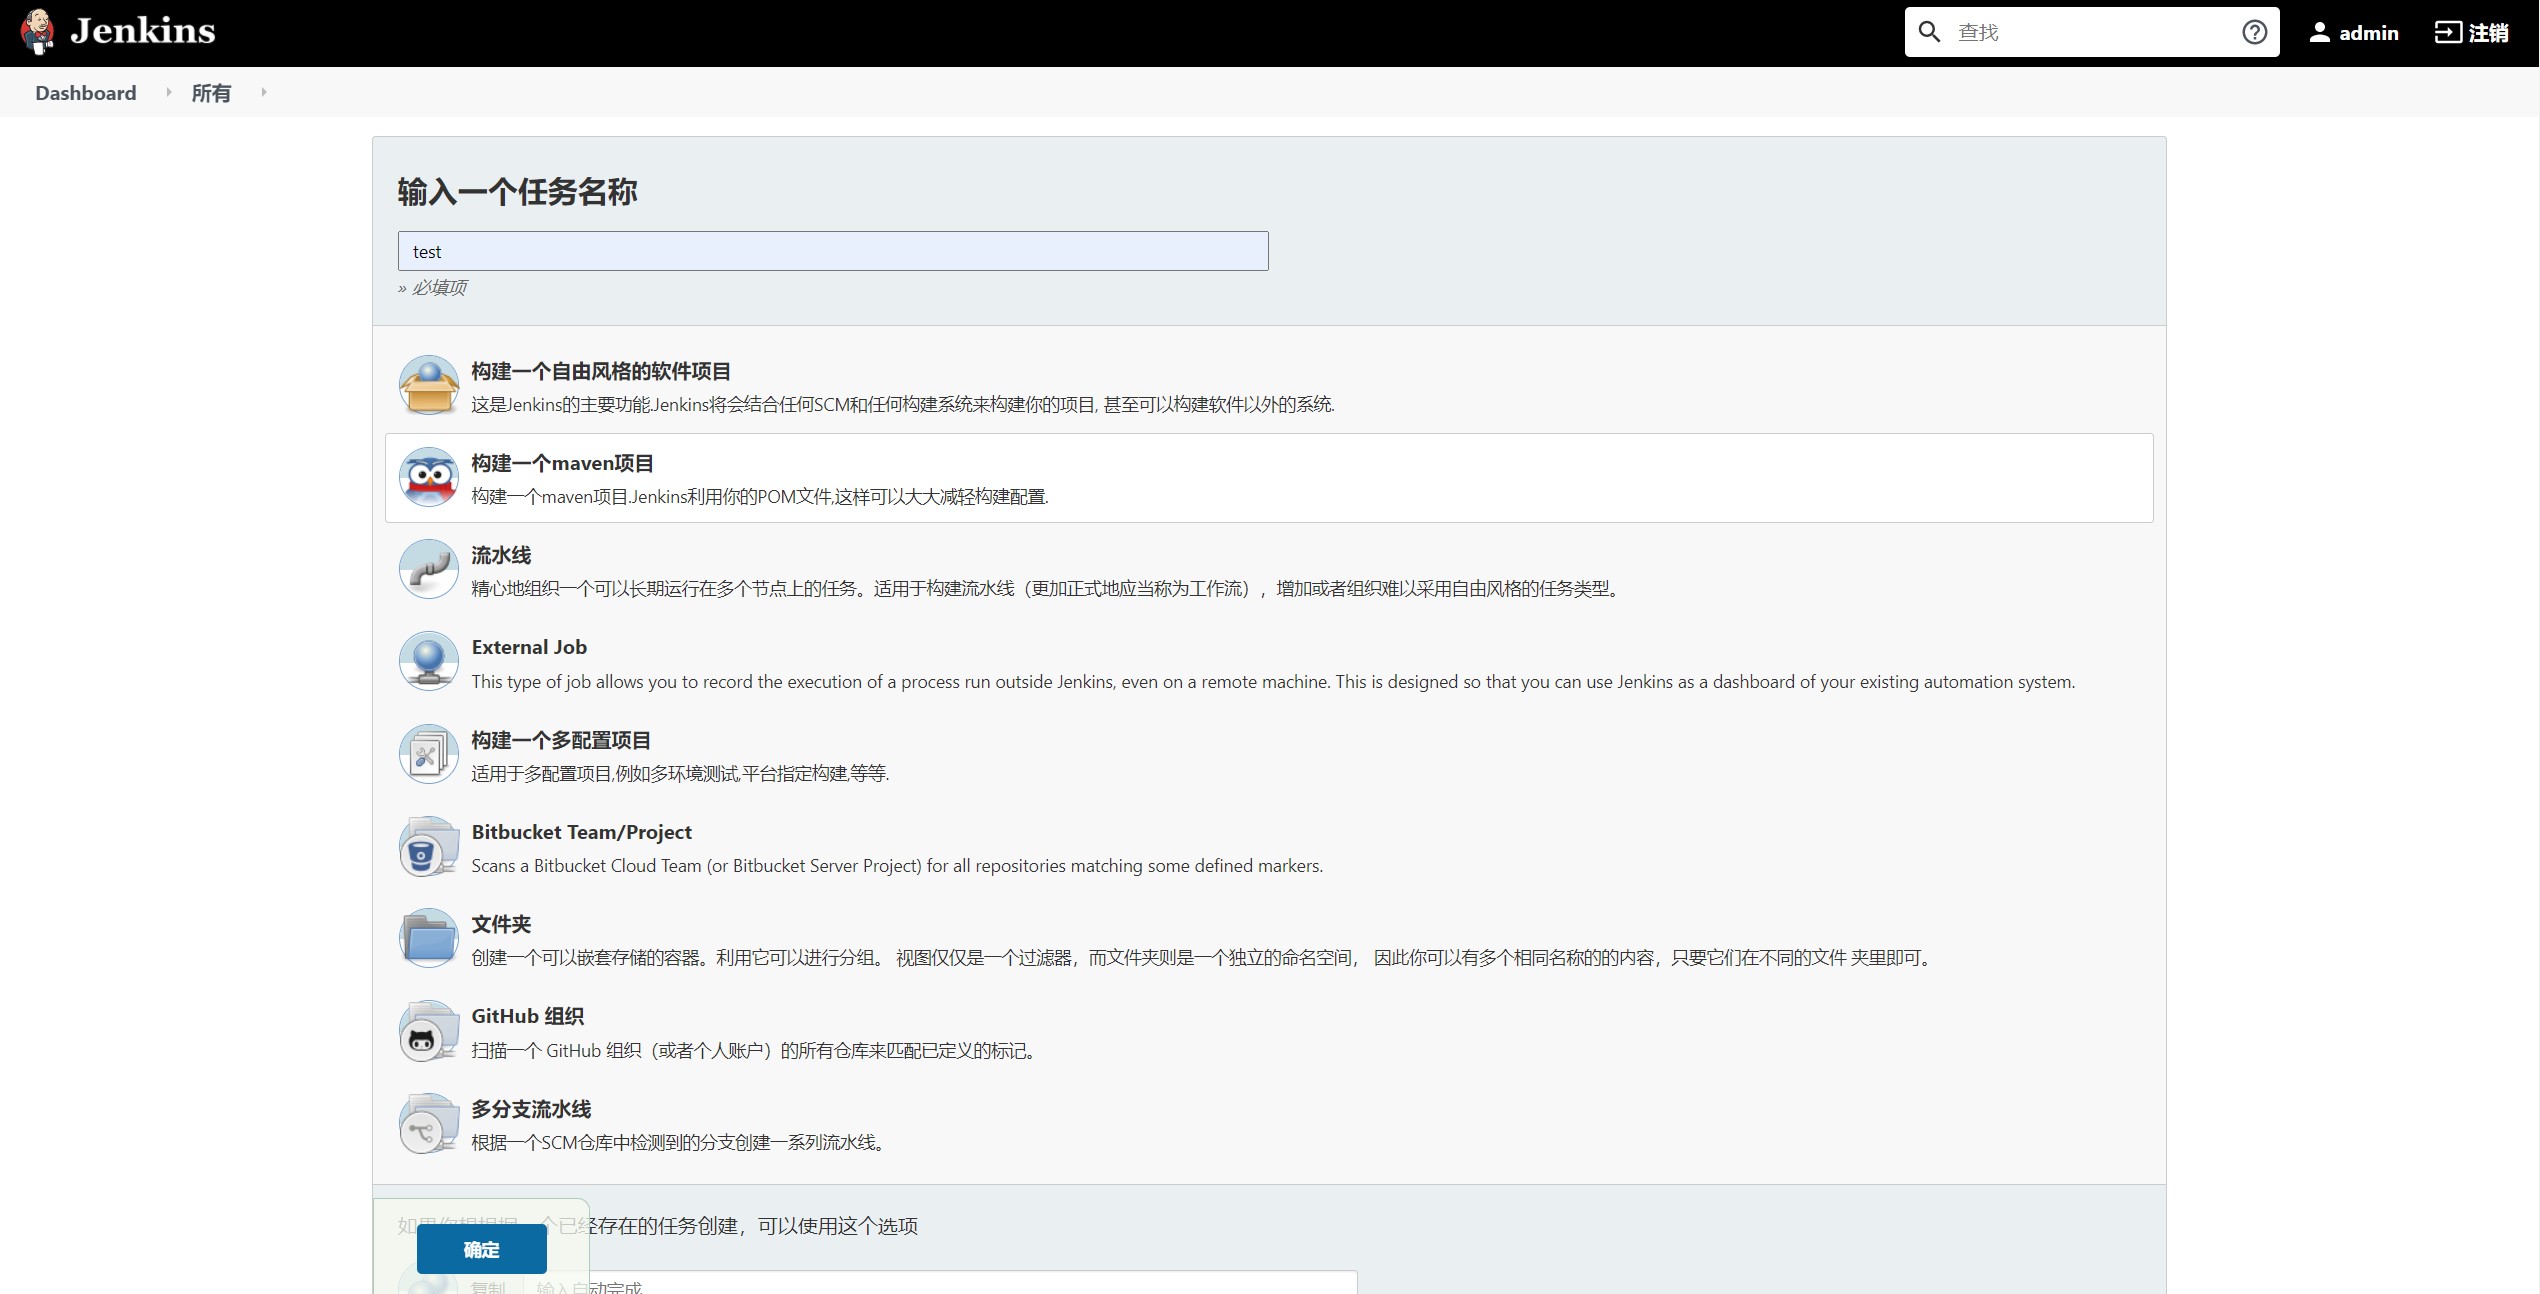 Jenkins
查找
admin
注销
Dashboard
所有
输入一个任务名称
test
» 必填项
构建一个自由风格的软件项目
这是Jenkins的主要功能.Jenkins将会结合任何SCM和任何构建系统来构建你的项目, 甚至可以构建软件以外的系统.
构建一个maven项目
构建一个maven项目.Jenkins利用你的POM文件,这样可以大大减轻构建配置.
流水线
精心地组织一个可以长期运行在多个节点上的任务。适用于构建流水线（更加正式地应当称为工作流），增加或者组织难以采用自由风格的任务类型。
External Job
This type of job allows you to record the execution of a process run outside Jenkins, even on a remote machine. This is designed so that you can use Jenkins as a dashboard of your existing automation system.
构建一个多配置项目
适用于多配置项目,例如多环境测试,平台指定构建,等等.
Bitbucket Team/Project
Scans a Bitbucket Cloud Team (or Bitbucket Server Project) for all repositories matching some defined markers.
文件夹
创建一个可以嵌套存储的容器。利用它可以进行分组。 视图仅仅是一个过滤器，而文件夹则是一个独立的命名空间， 因此你可以有多个相同名称的的内容，只要它们在不同的文件 夹里即可。
GitHub 组织
扫描一个 GitHub 组织（或者个人账户）的所有仓库来匹配已定义的标记。
多分支流水线
根据一个SCM仓库中检测到的分支创建一系列流水线。
个已经存在的任务创建，可以使用这个选项
确定
复制
输入自动完成